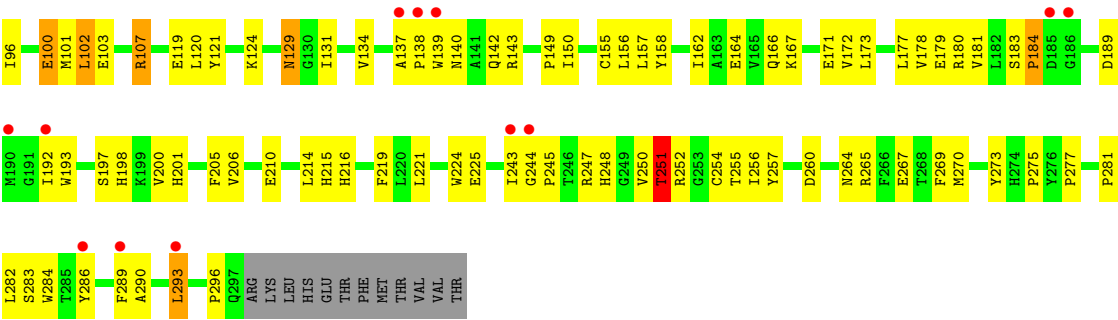 I96 E100 M101 L102 E103 R107 E119 L120 Y121 K124 N129 G130 I131 V134 A137 P138 W139 N140 A141 Q142 R143 P149 I150 C155 L156 L157 Y158 I162 A163 E164 V165 Q166 K167 E171 V172 L173 L177 V178 E179 R180 V181 L182 S183 P184 D185 G186 D189
M190 G191 I192 W193 S197 H198 K199 V200 H201 F205 V206 E210 L214 H215 H216 F219 L220 L221 W224 E225 I243 G244 P245 T246 R247 H248 G249 V250 T251 R252 G253 C254 T255 I256 Y257 D260 N264 R265 F266 E267 T268 F269 M270 Y273 H274 P275 Y276 P277 P281
L282 S283 W284 T285 Y286 F289 A290 L293 P296 Q297 ARG LYS LEU HIS GLU THR PHE MET THR VAL VAL THR